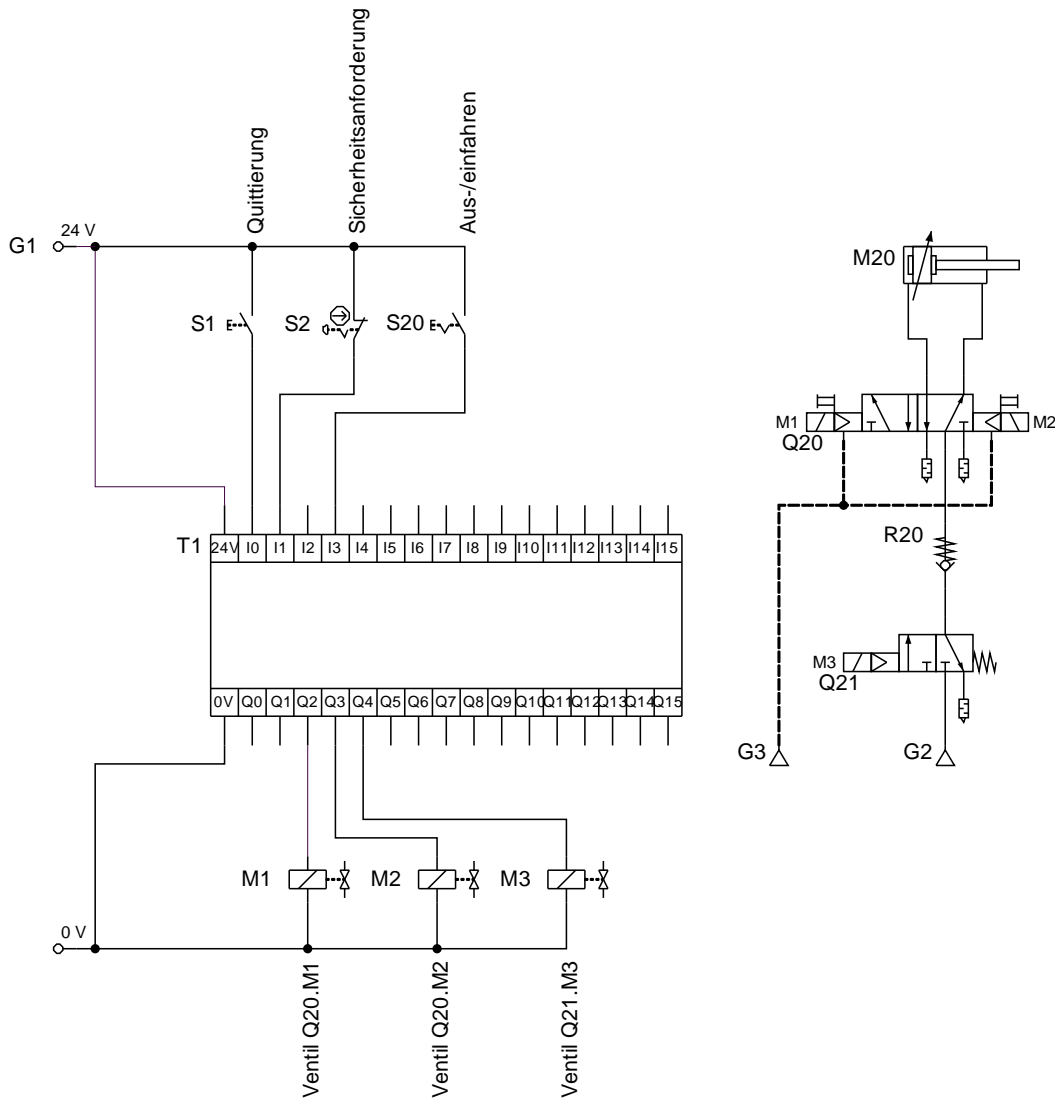 Quittierung
Sicherheitsanforderung
Aus-/einfahren
24 V
G1
S1
S2
S20
M20
M1
Q20
M2
R20
T1
24V I0 I1 I2 I3 I4 I5 I6 I7 I8 I9 I10 I11 I12 I13 I14 I15
M3
Q21
0V Q0 Q1 Q2 Q3 Q4 Q5 Q6 Q7 Q8 Q9 Q10 Q11 Q12 Q13 Q14 Q15
G3
G2
M1
M2
M3
0 V
Ventil Q20.M1
Ventil Q20.M2
Ventil Q21.M3